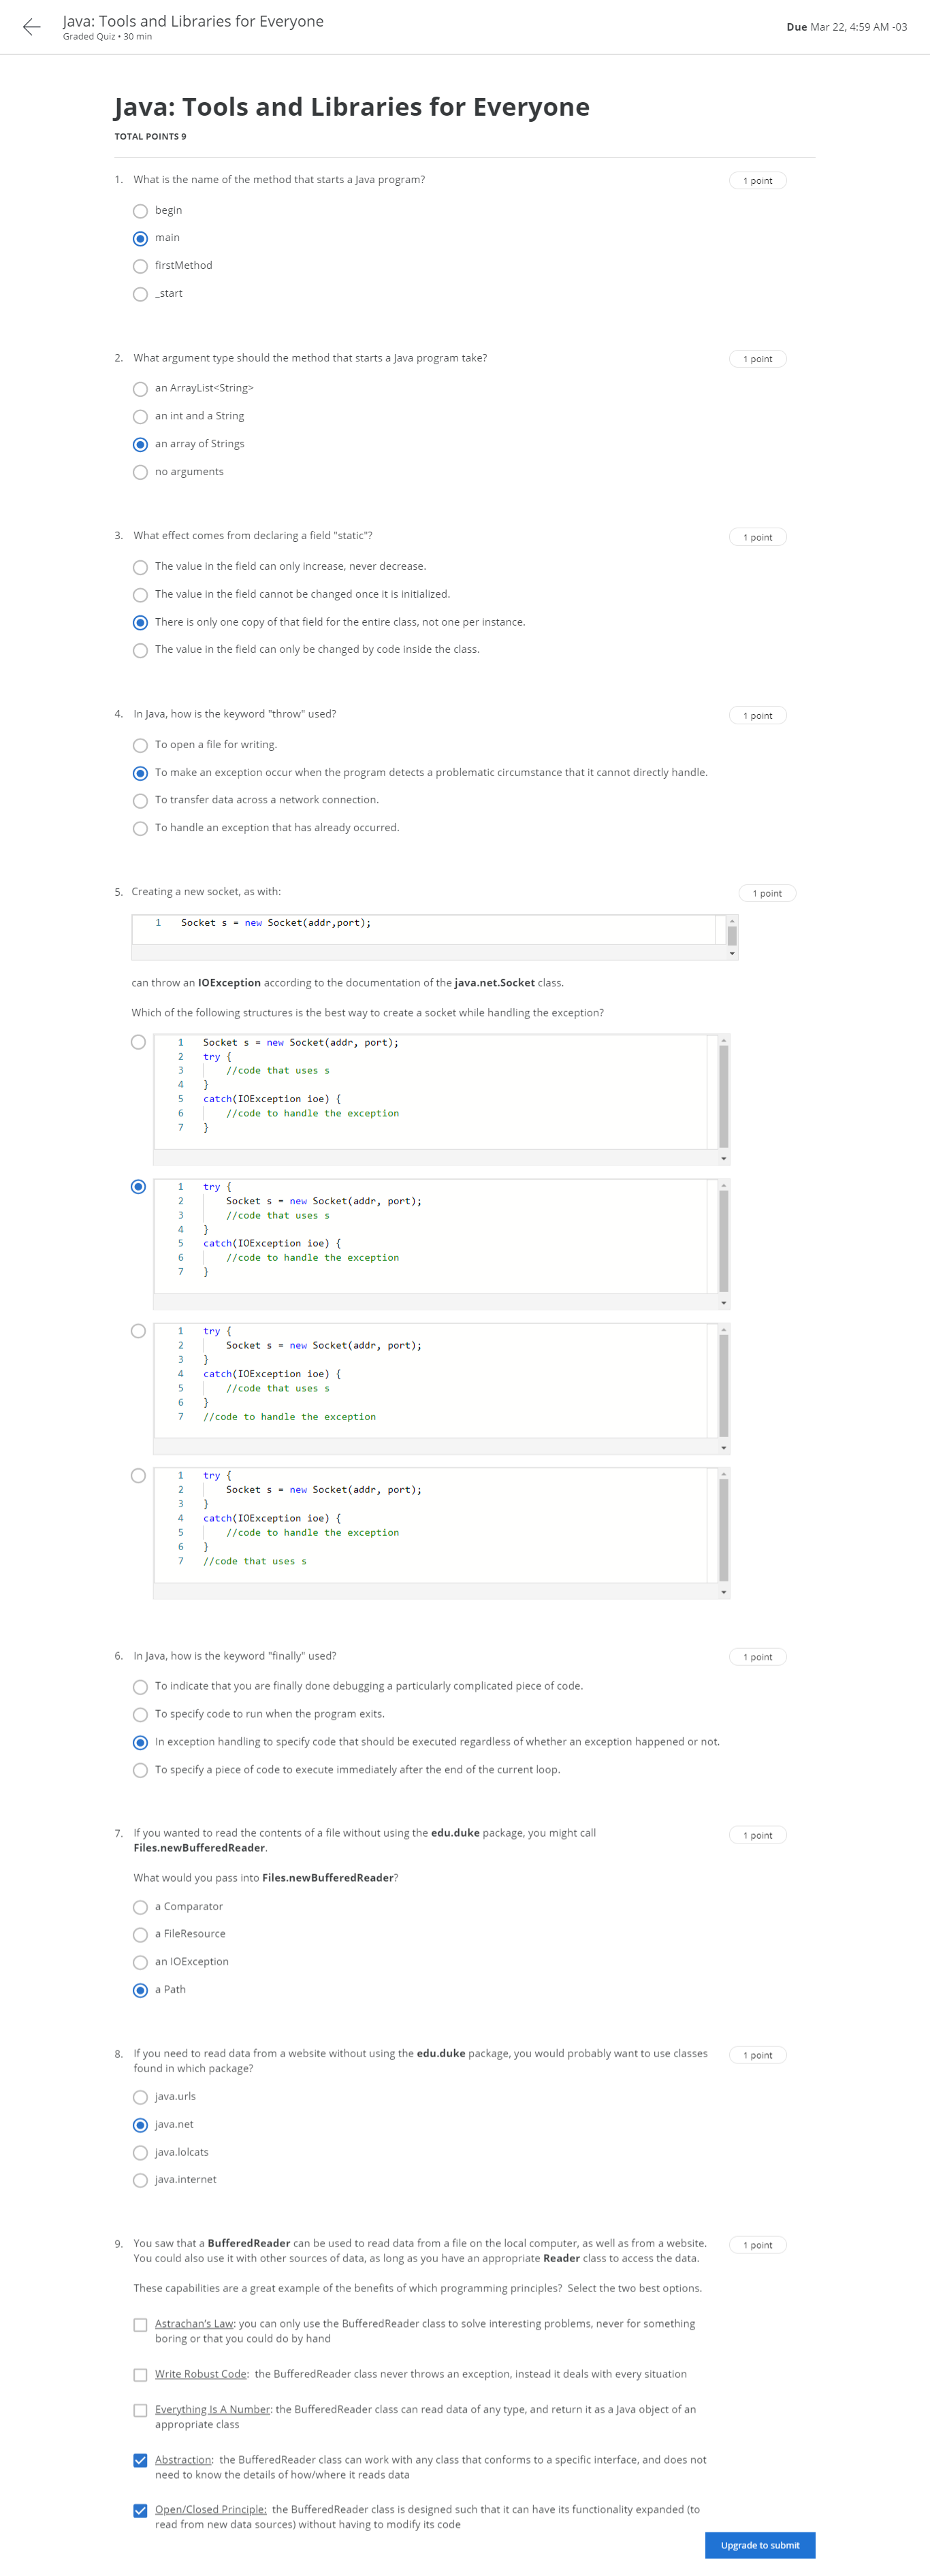 Java: Tools and Libraries for Everyone
Graded Quiz • 30 min
Due Mar 22, 4:59 AM -03
Java: Tools and Libraries for Everyone
TOTAL POINTS 9
1. What is the name of the method that starts a Java program?
1 point
begin
main
firstMethod
_start
2. What argument type should the method that starts a Java program take?
1 point
an ArrayList<String>
an int and a String
an array of Strings
no arguments
3. What effect comes from declaring a field "static"?
1 point
The value in the field can only increase, never decrease.
The value in the field cannot be changed once it is initialized.
There is only one copy of that field for the entire class, not one per instance.
The value in the field can only be changed by code inside the class.
4. In Java, how is the keyword "throw" used?
1 point
To open a file for writing.
To make an exception occur when the program detects a problematic circumstance that it cannot directly handle.
To transfer data across a network connection.
To handle an exception that has already occurred.
5. Creating a new socket, as with:
1 point
1 Socket s = new Socket(addr,port);
can throw an IOException according to the documentation of the java.net.Socket class.
Which of the following structures is the best way to create a socket while handling the exception?
1 Socket s = new Socket(addr, port);
2 try {
3 //code that uses s
4 }
5 catch(IOException ioe) {
6 //code to handle the exception
7 }
1 try {
2 Socket s = new Socket(addr, port);
3 //code that uses s
4 }
5 catch(IOException ioe) {
6 //code to handle the exception
7 }
1 try {
2 Socket s = new Socket(addr, port);
3 }
4 catch(IOException ioe) {
5 //code that uses s
6 }
7 //code to handle the exception
1 try {
2 Socket s = new Socket(addr, port);
3 }
4 catch(IOException ioe) {
5 //code to handle the exception
6 }
7 //code that uses s
6. In Java, how is the keyword "finally" used?
1 point
To indicate that you are finally done debugging a particularly complicated piece of code.
To specify code to run when the program exits.
In exception handling to specify code that should be executed regardless of whether an exception happened or not.
To specify a piece of code to execute immediately after the end of the current loop.
7. If you wanted to read the contents of a file without using the edu.duke package, you might call
1 point
Files.newBufferedReader.
What would you pass into Files.newBufferedReader?
a Comparator
a FileResource
an IOException
a Path
8. If you need to read data from a website without using the edu.duke package, you would probably want to use classes
1 point
found in which package?
java.urls
java.net
java.lolcats
java.internet
9. You saw that a BufferedReader can be used to read data from a file on the local computer, as well as from a website.
1 point
You could also use it with other sources of data, as long as you have an appropriate Reader class to access the data.
These capabilities are a great example of the benefits of which programming principles? Select the two best options.
Astrachan's Law: you can only use the BufferedReader class to solve interesting problems, never for something
boring or that you could do by hand
Write Robust Code: the BufferedReader class never throws an exception, instead it deals with every situation
Everything Is A Number: the BufferedReader class can read data of any type, and return it as a Java object of an
appropriate class
Abstraction: the BufferedReader class can work with any class that conforms to a specific interface, and does not
need to know the details of how/where it reads data
Open/Closed Principle: the BufferedReader class is designed such that it can have its functionality expanded (to
read from new data sources) without having to modify its code
Upgrade to submit